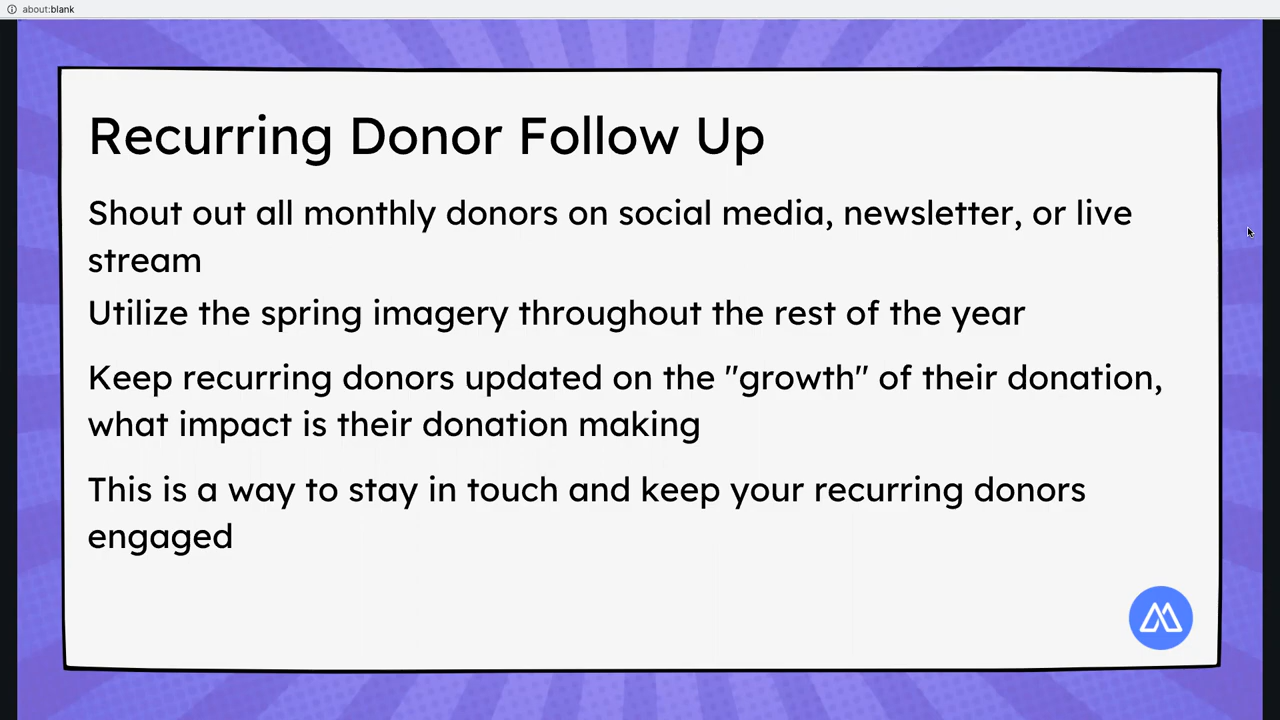 about:blank
Recurring Donor Follow Up
Shout out all monthly donors on social media, newsletter, or live
stream
Utilize the spring imagery throughout the rest of the year
Keep recurring donors updated on the "growth" of their donation,
what impact is their donation making
This is a way to stay in touch and keep your recurring donors
engaged